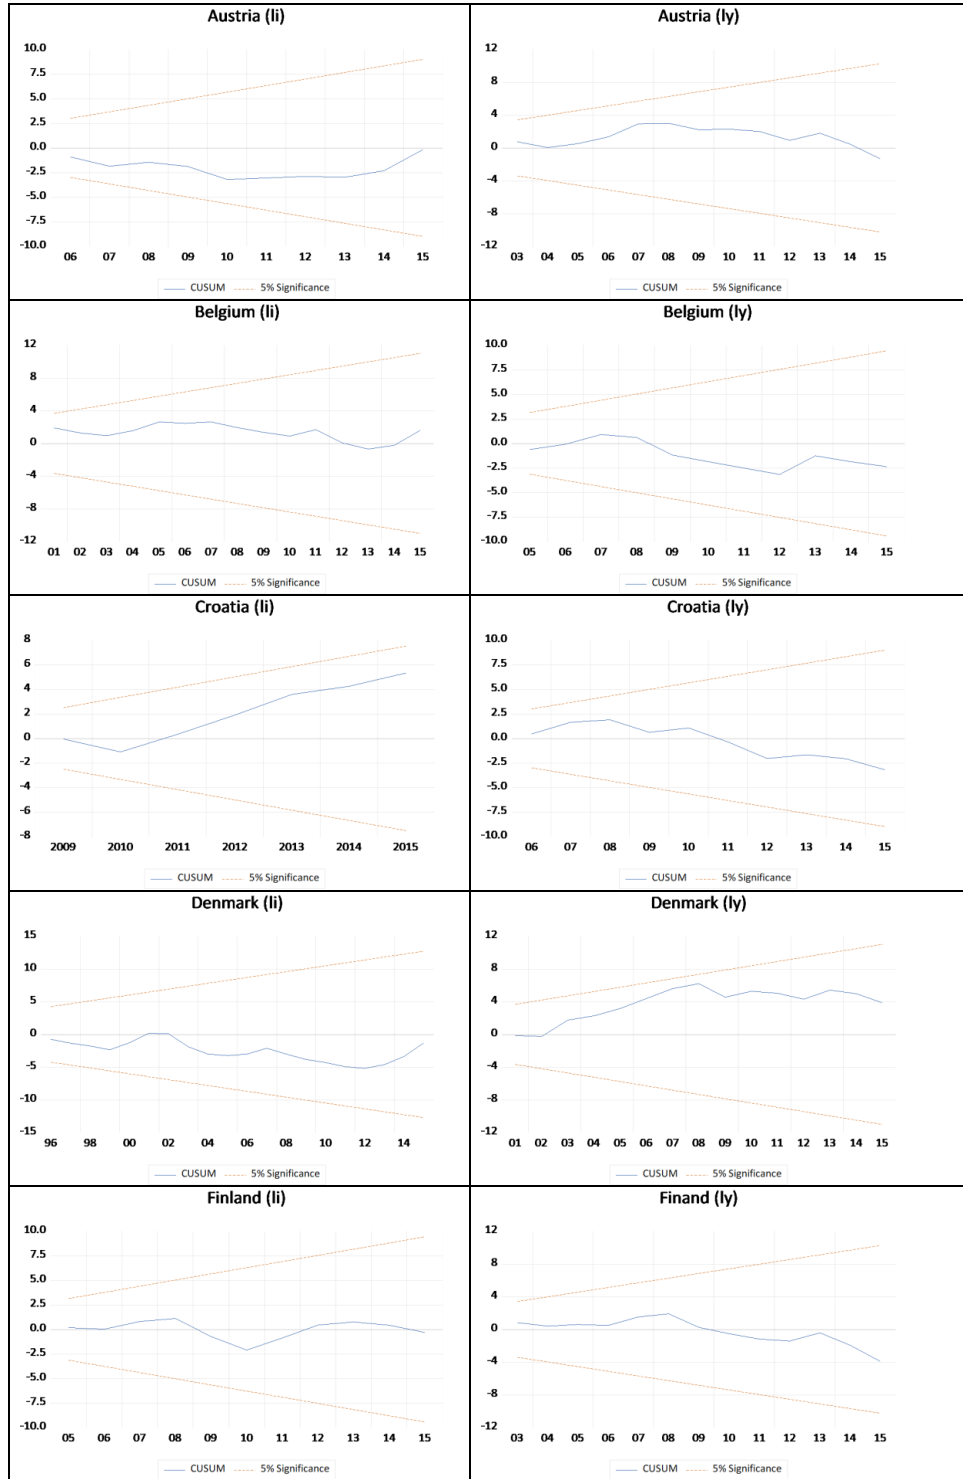 Austria (li)
10.0
7.5
5.0
2.5
0.0
-2.5
-5.0
-7.5
-10.0
06 07 08 09 10 11 12 13 14 15
CUSUM 5% Significance
Austria (ly)
12
8
4
0
-4
-8
-12
03 04 05 06 07 08 09 10 11 12 13 14 15
CUSUM 5% Significance
Belgium (li)
12
8
4
0
-4
-8
-12
01 02 03 04 05 06 07 08 09 10 11 12 13 14 15
CUSUM 5% Significance
Belgium (ly)
10.0
7.5
5.0
2.5
0.0
-2.5
-5.0
-7.5
-10.0
05 06 07 08 09 10 11 12 13 14 15
CUSUM 5% Significance
Croatia (li)
8
6
4
2
0
-2
-4
-6
-8
2009 2010 2011 2012 2013 2014 2015
CUSUM 5% Significance
Croatia (ly)
10.0
7.5
5.0
2.5
0.0
-2.5
-5.0
-7.5
-10.0
06 07 08 09 10 11 12 13 14 15
CUSUM 5% Significance
Denmark (li)
15
10
5
0
-5
-10
-15
96 98 00 02 04 06 08 10 12 14
CUSUM 5% Significance
Denmark (ly)
12
8
4
0
-4
-8
-12
01 02 03 04 05 06 07 08 09 10 11 12 13 14 15
CUSUM 5% Significance
Finland (li)
10.0
7.5
5.0
2.5
0.0
-2.5
-5.0
-7.5
-10.0
05 06 07 08 09 10 11 12 13 14 15
CUSUM 5% Significance
Finand (ly)
12
8
4
0
-4
-8
-12
03 04 05 06 07 08 09 10 11 12 13 14 15
CUSUM 5% Significance